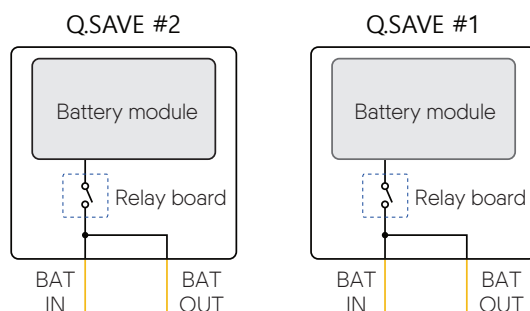 Q.SAVE #2
Q.SAVE #1
Battery module
Battery module
Relay board
Relay board
BAT
IN
BAT
OUT
BAT
IN
BAT
OUT